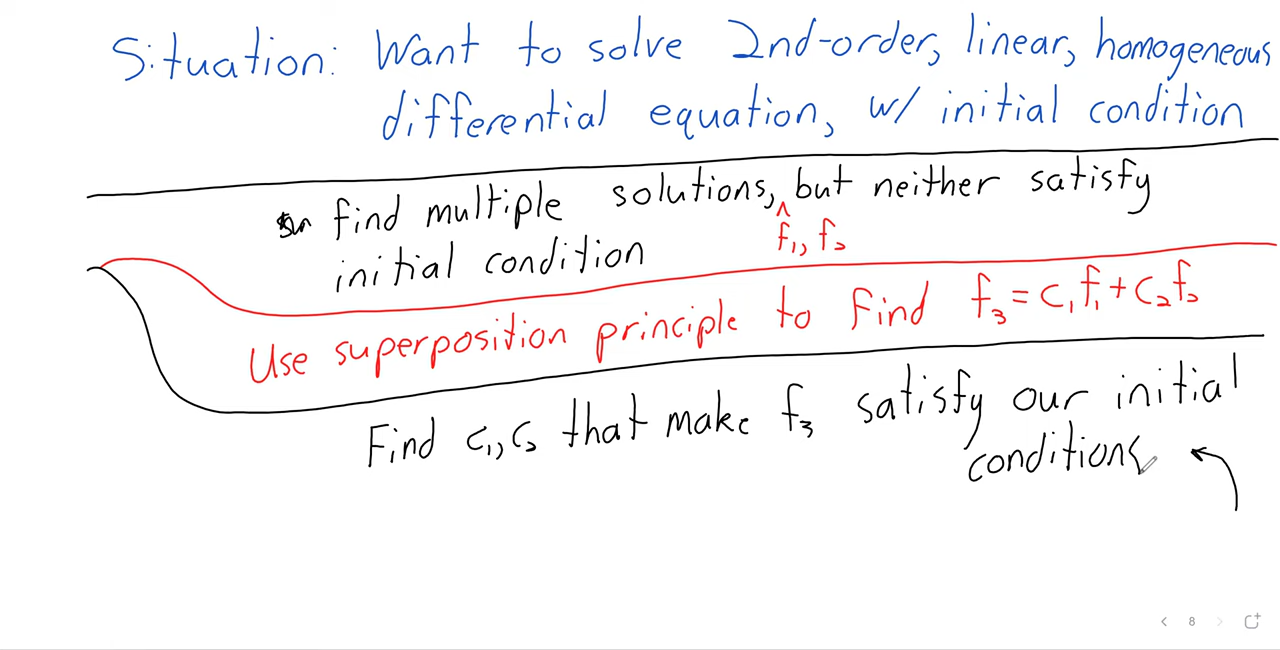 Situation: Want to solve 2nd-order, linear, homogeneous
differential equation, w/ initial condition
find multiple solutions, but neither satisfy
^ f₁, f₂
initial condition
Use superposition principle to find f₃ = c₁f₁ + c₂f₂
Find c₁, c₂ that make f₃ satisfy our initial
conditions
< 8 >